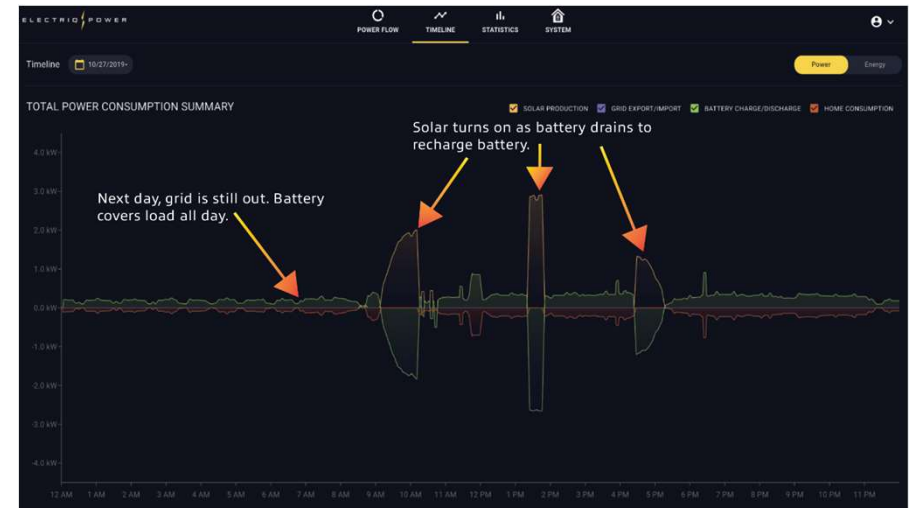 ELECTRIQ POWER
POWER FLOW
TIMELINE
STATISTICS
SYSTEM
Timeline
10/27/2019
Power
Energy
TOTAL POWER CONSUMPTION SUMMARY
SOLAR PRODUCTION
GRID EXPORT/IMPORT
BATTERY CHARGE/DISCHARGE
HOME CONSUMPTION
Solar turns on as battery drains to
recharge battery.
Next day, grid is still out. Battery
covers load all day.
4.0 kW
3.0 kW
2.0 kW
1.0 kW
0.0 kW
-1.0 kW
-2.0 kW
-3.0 kW
-4.0 kW
12 AM 1 AM 2 AM 3 AM 4 AM 5 AM 6 AM 7 AM 8 AM 9 AM 10 AM 11 AM 12 PM 1 PM 2 PM 3 PM 4 PM 5 PM 6 PM 7 PM 8 PM 9 PM 10 PM 11 PM